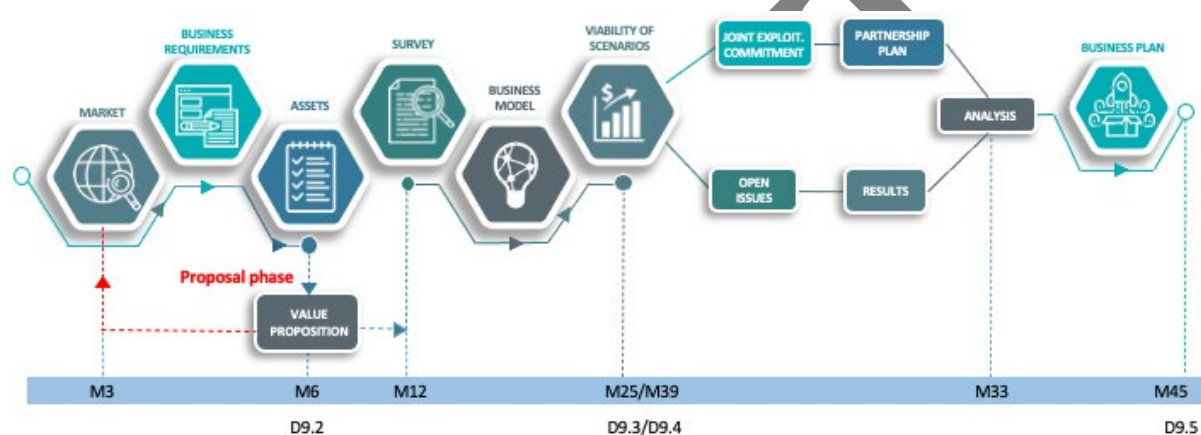 MARKET
BUSINESS
REQUIREMENTS
ASSETS
SURVEY
BUSINESS
MODEL
VIABILITY OF
SCENARIOS
JOINT EXPLOIT.
COMMITMENT
PARTNERSHIP
PLAN
OPEN
ISSUES
RESULTS
ANALYSIS
BUSINESS PLAN
Proposal phase
VALUE
PROPOSITION
M3
M6
M12
M25/M39
M33
M45
D9.2
D9.3/D9.4
D9.5